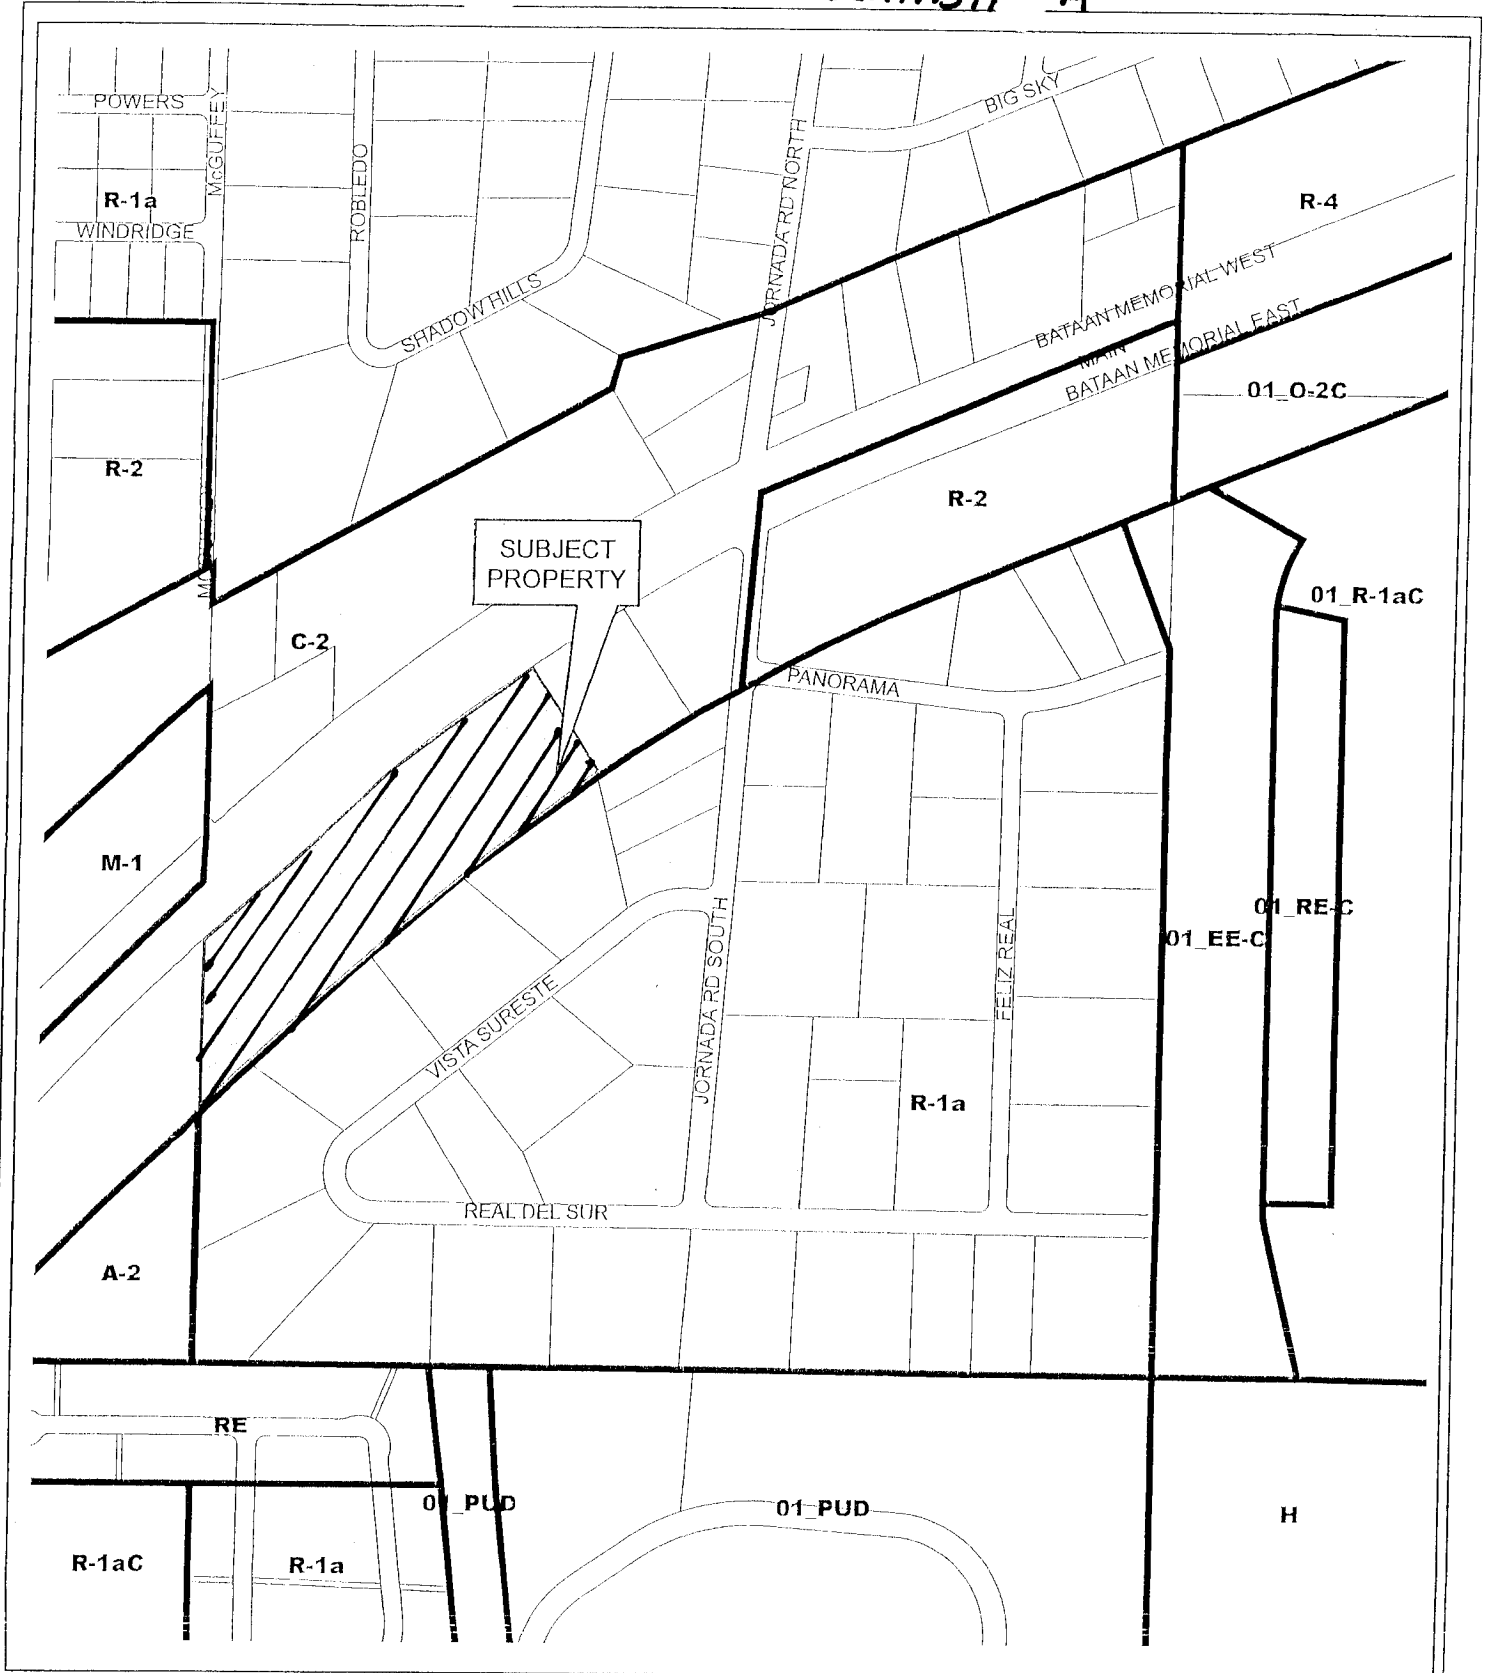 BIG SKY
POWERS
McGUFFEY
JORNADA RD NORTH
ROBLEDO
R-1a
R-4
WINDRIDGE
BATAAN MEMORIAL WEST
SHADOW HILLS
MAIN
BATAAN MEMORIAL EAST
01_O-2C
R-2
R-2
SUBJECT
PROPERTY
01_R-1aC
C-2
PANORAMA
M-1
01_RE-C
01_EE-C
JORNADA RD SOUTH
FELIZ REAL
VISTA SURESTE
R-1a
REAL DEL SUR
A-2
RE
01_PUD
01_PUD
H
R-1aC
R-1a